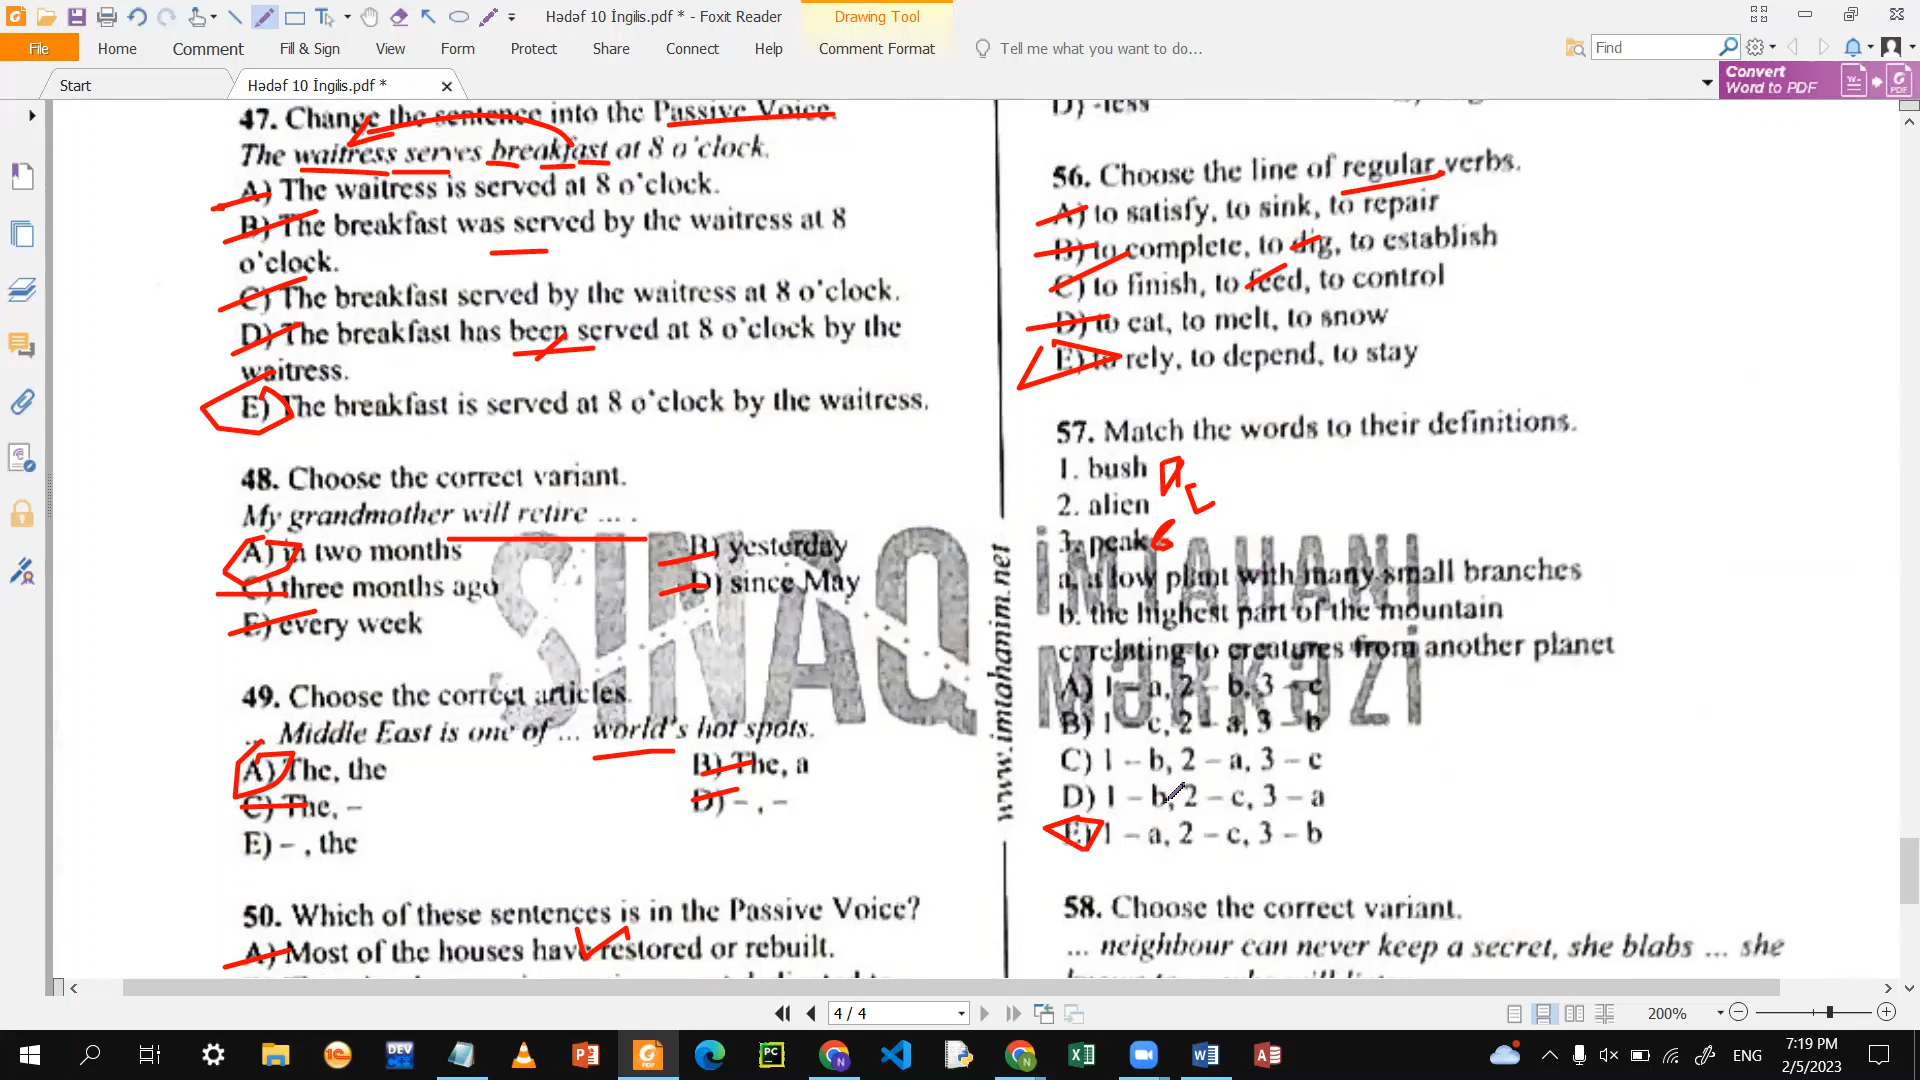 Hədəf 10 İngilis.pdf * - Foxit Reader
Drawing Tool
File
Home
Comment
Fill & Sign
View
Form
Protect
Share
Connect
Help
Comment Format
Tell me what you want to do...
Find
Start
Hədəf 10 İngilis.pdf *
Convert
Word to PDF
47. Change the sentence into the Passive Voice.
The waitress serves breakfast at 8 o'clock.
A) The waitress is served at 8 o'clock.
B) The breakfast was served by the waitress at 8
o'clock.
C) The breakfast served by the waitress at 8 o'clock.
D) The breakfast has been served at 8 o'clock by the
waitress.
E) The breakfast is served at 8 o'clock by the waitress.
48. Choose the correct variant.
My grandmother will retire ... .
A) in two months
B) yesterday
C) three months ago
D) since May
E) every week
49. Choose the correct articles.
... Middle East is one of ... world's hot spots.
A) The, the
B) The, a
C) The, –
D) – , –
E) – , the
50. Which of these sentences is in the Passive Voice?
A) Most of the houses have restored or rebuilt.
www.imtahanim.net
SINAQ
İMTAHANI
MƏRKƏZİ
D) -less
56. Choose the line of regular verbs.
A) to satisfy, to sink, to repair
B) to complete, to dig, to establish
C) to finish, to feed, to control
D) to eat, to melt, to snow
E) to rely, to depend, to stay
57. Match the words to their definitions.
1. bush
2. alien
3. peak
a. a low plant with many small branches
b. the highest part of the mountain
c. relating to creatures from another planet
A) 1 – a, 2 – b, 3 – c
B) 1 – c, 2 – a, 3 – b
C) 1 – b, 2 – a, 3 – c
D) 1 – b, 2 – c, 3 – a
E) 1 – a, 2 – c, 3 – b
58. Choose the correct variant.
... neighbour can never keep a secret, she blabs ... she
4 / 4
200%
ENG
7:19 PM
2/5/2023